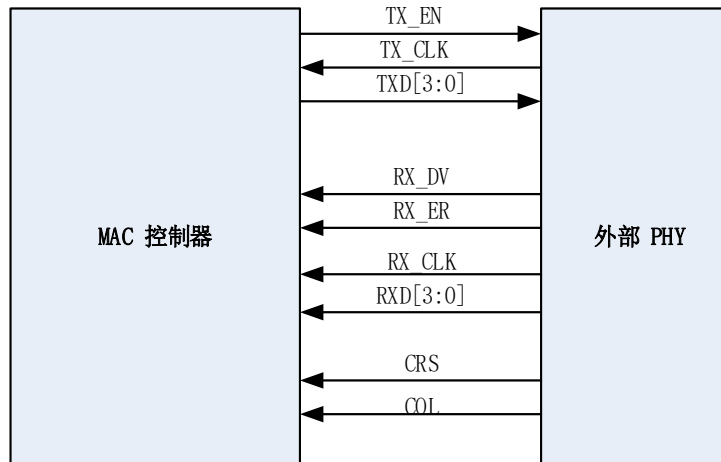 TX_EN
TX_CLK
TXD[3:0]
RX_DV
RX_ER
MAC 控制器
外部 PHY
RX_CLK
RXD[3:0]
CRS
COL